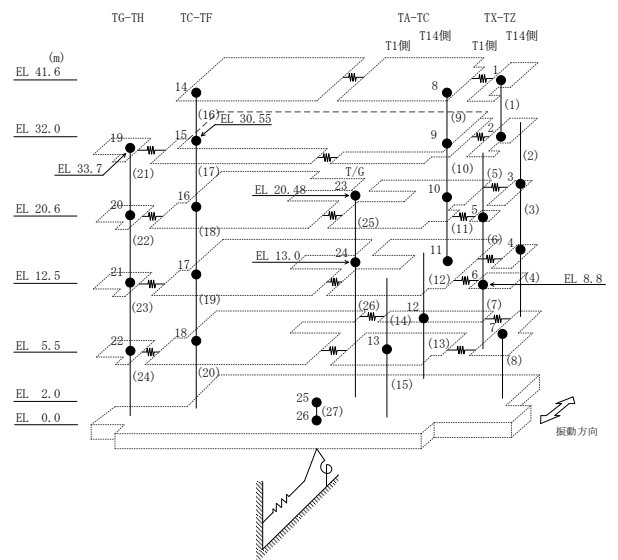 TG-TH TC-TF TA-TC TX-TZ
T1側 T14側 T1側 T14側
(m)
EL 41.6
14 8 1
(16) (9) (1)
EL 32.0
19 15 EL 30.55 9 2
EL 33.7
(21) (17) T/G (10) (5) (2)
20 16 EL 20.48 23 10 5 3
EL 20.6
(22) (18) (25) (11) (6) (3)
21 17 EL 13.0 24 11 6 4
EL 12.5
EL 8.8
(23) (19) (26) (14) (12) (7) (4)
22 18 13 12 7
EL 5.5
(24) (20) (15) (13) (8)
EL 2.0
25
EL 0.0
26 (27)
振動方向